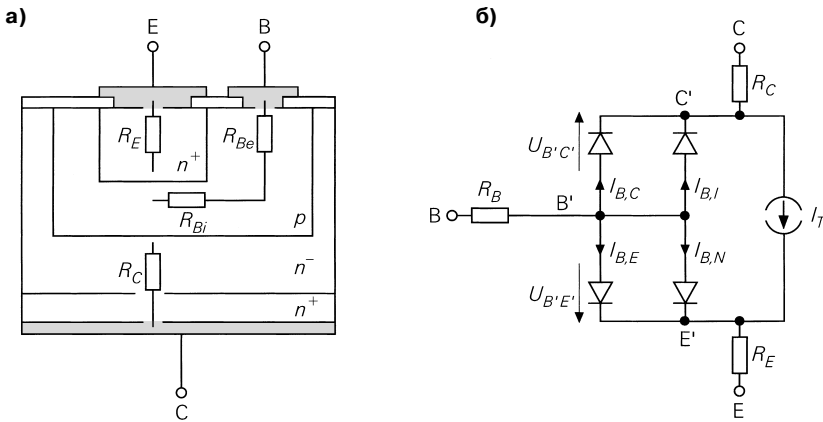 а)
E
B
R_E
R_Be
n⁺
R_Bi
p
R_C
n⁻
n⁺
C
б)
C
R_C
C'
U_B'C'
I_B,C
I_B,I
R_B
B
B'
I_T
I_B,E
I_B,N
U_B'E'
E'
R_E
E